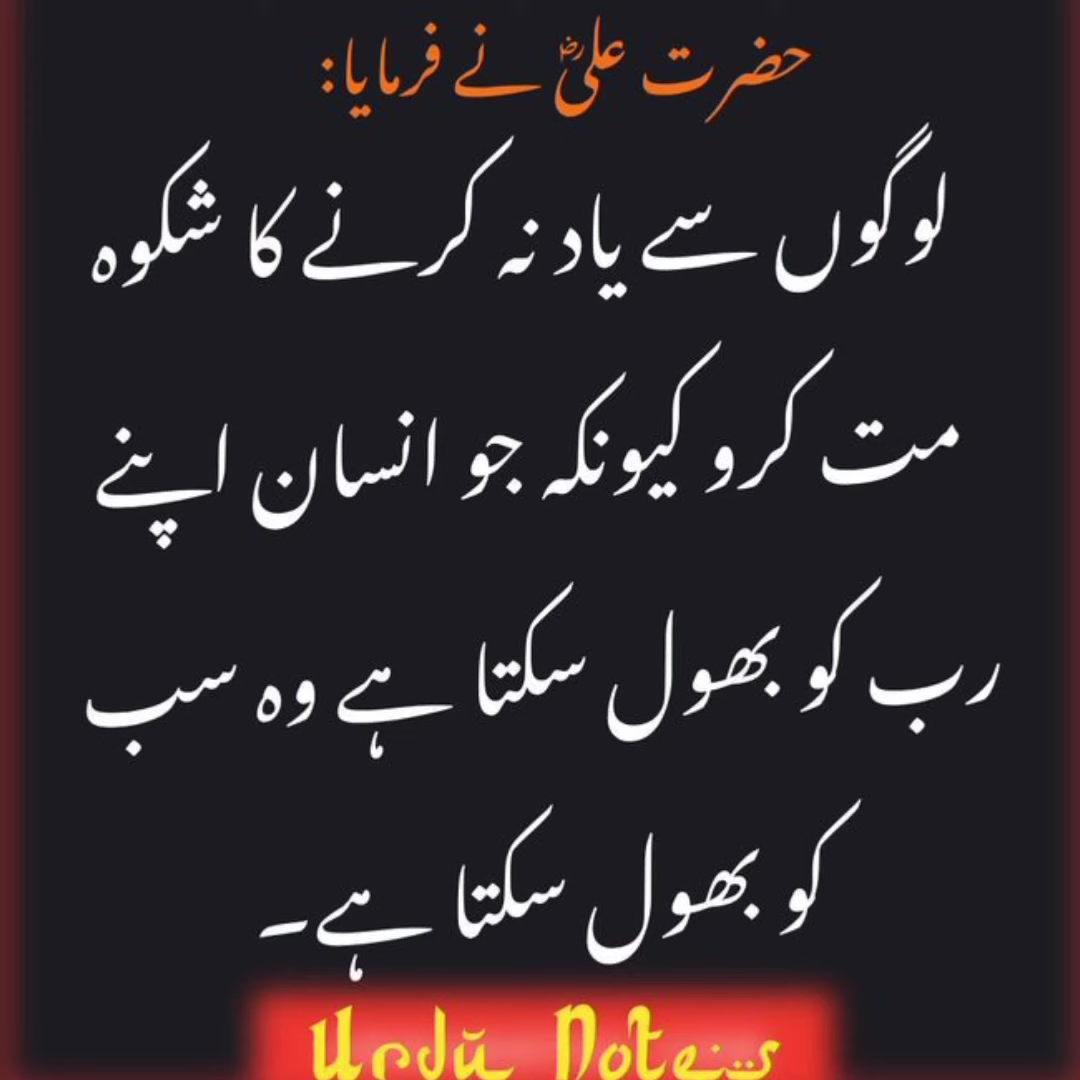 حضرت علیؓ نے فرمایا:
لوگوں سے یاد نہ کرنے کا شکوہ
مت کرو کیونکہ جو انسان اپنے
رب کو بھول سکتا ہے وہ سب
کو بھول سکتا ہے۔
Urdu Notes